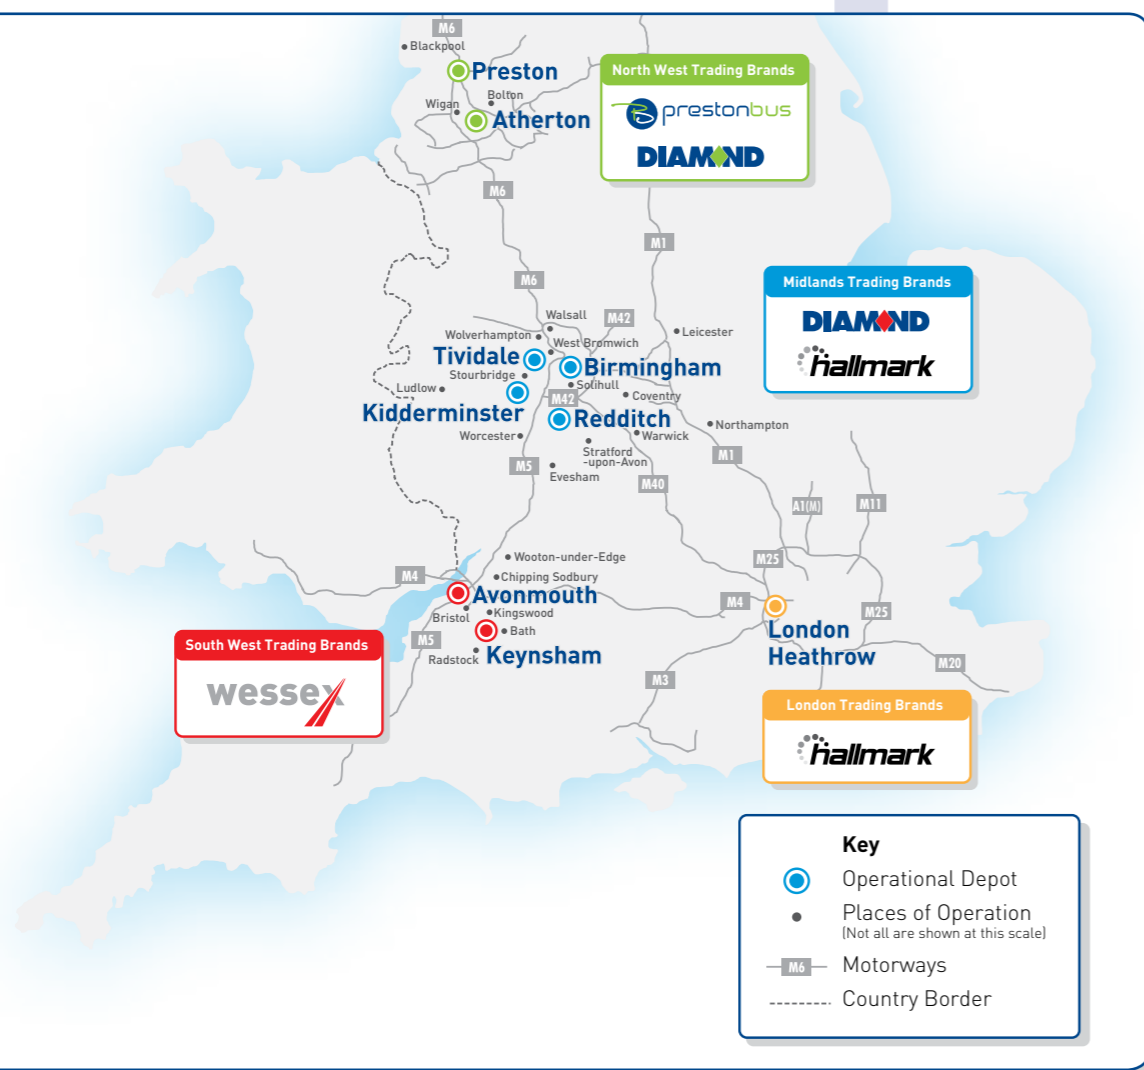 M6
Blackpool
Preston
Bolton
Wigan
Atherton
North West Trading Brands
prestonbus
DIAMOND
M6
M1
M6
Midlands Trading Brands
DIAMOND
hallmark
Walsall
M42
Wolverhampton
Leicester
West Bromwich
Tividale
Birmingham
Stourbridge
Solihull
Ludlow
Coventry
M42
Kidderminster
Redditch
Northampton
Worcester
Warwick
Stratford
-upon-Avon
M1
M5
Evesham
M40
A1(M)
M11
Wooton-under-Edge
M25
M4
Chipping Sodbury
Avonmouth
M4
Kingswood
Bristol
M25
Bath
London
Heathrow
M5
Radstock
Keynsham
M20
M3
South West Trading Brands
wessex
London Trading Brands
hallmark
Key
Operational Depot
Places of Operation
(Not all are shown at this scale)
M6
Motorways
Country Border